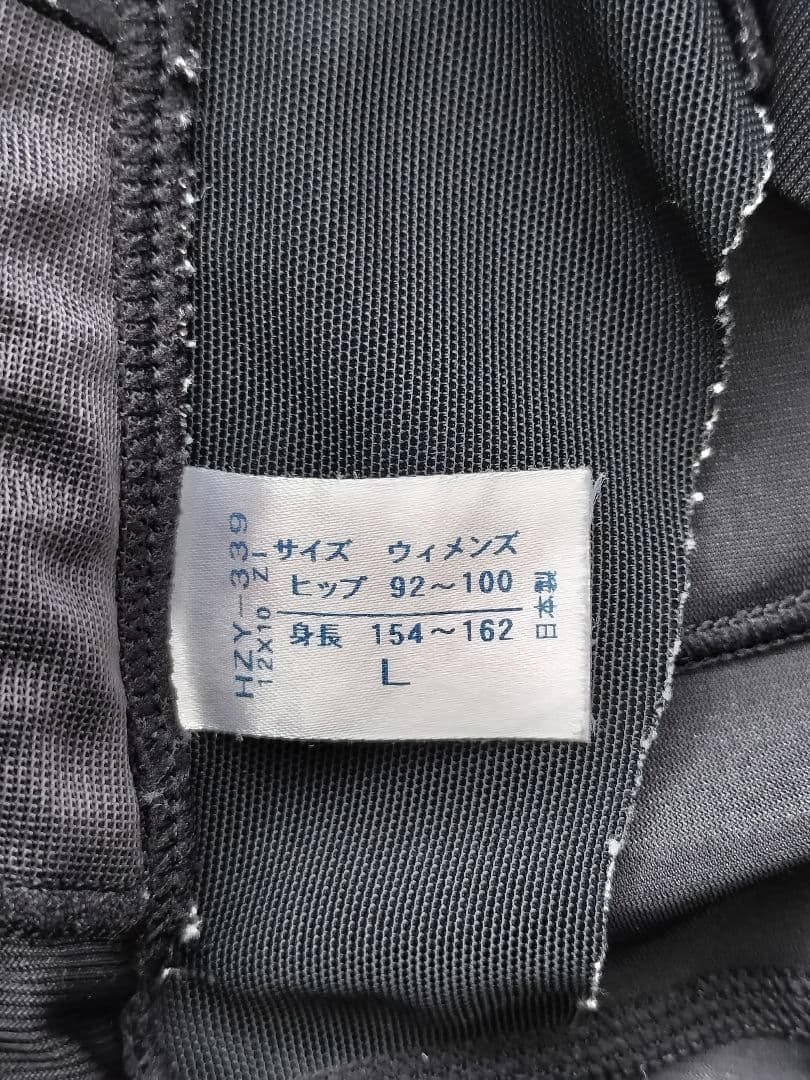 サイズ ウィメンズ
ヒップ 92～100
身長 154～162
L
日本製
HZY-339
12X10 Z1